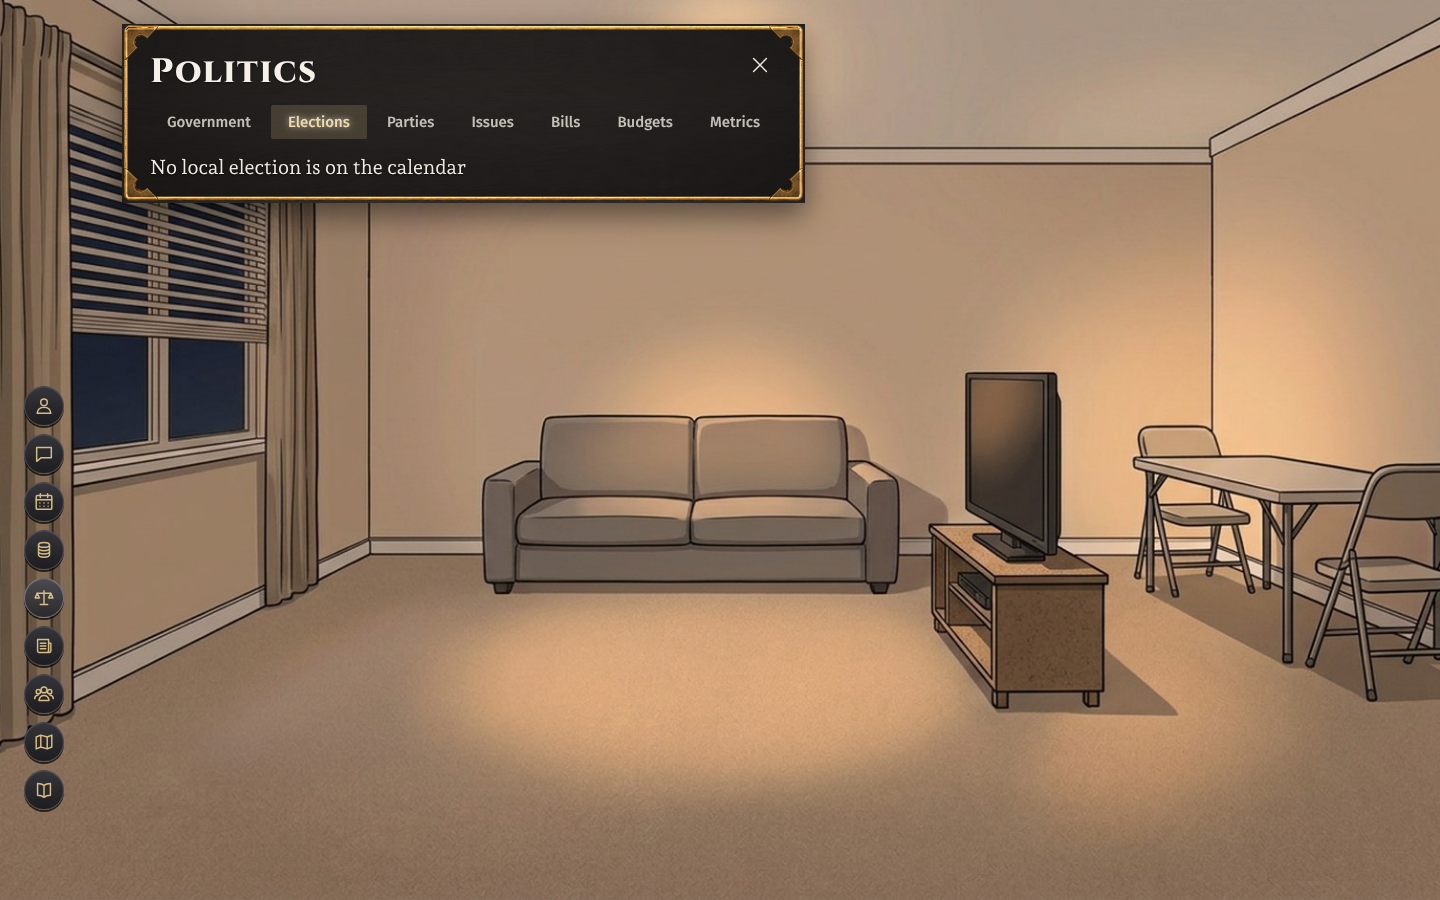 Politics
Government Elections Parties Issues Bills Budgets Metrics
No local election is on the calendar